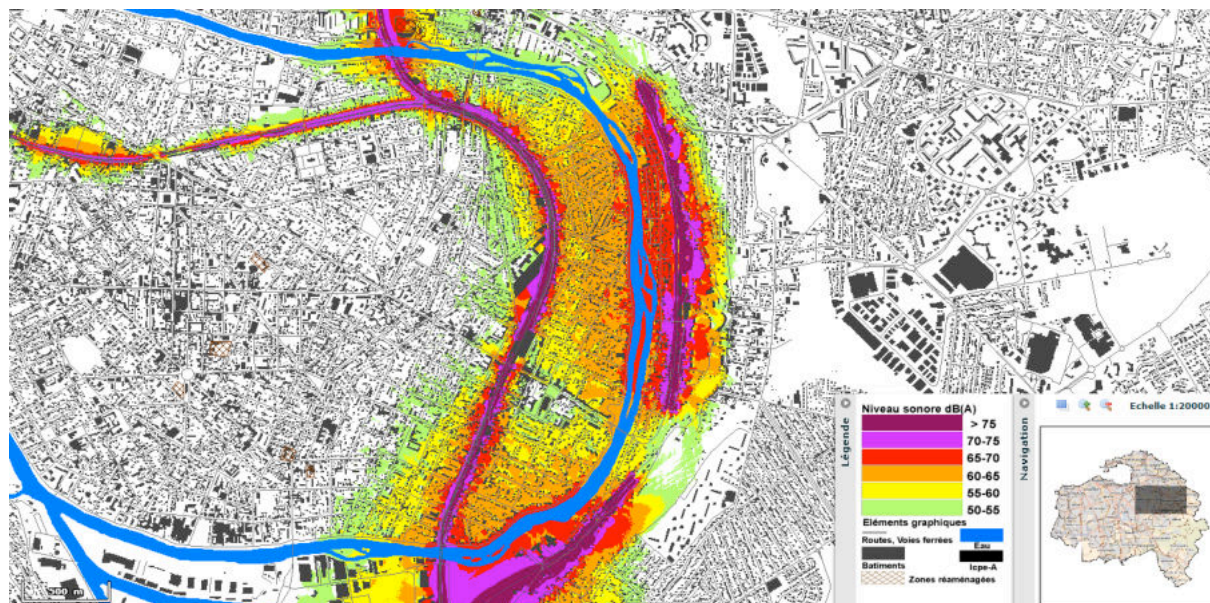 Légende
Niveau sonore dB(A)
> 75
70-75
65-70
60-65
55-60
50-55
Eléments graphiques
Routes, Voies ferrées
Eau
Batiments
Icpe-A
Zones réaménagées
Navigation
Echelle 1:20000
500 m